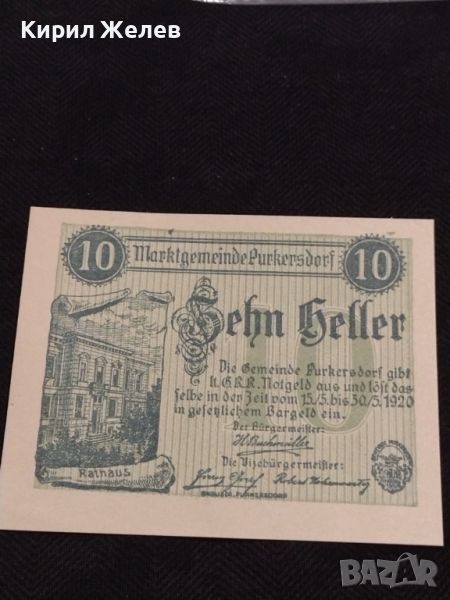 Кирил Желев
10 Marktgemeinde Purkersdorf 10
Zehn Heller
Die Gemeinde Purkersdorf gibt
lt. G.R.R. Notgeld aus und löst das
selbe in der Zeit vom 15/5. bis 30/5. 1920
in gesetzlichem Bargeld ein.
Der Bürgermeister:
Die Vizebürgermeister:
Rathaus
BAZAR